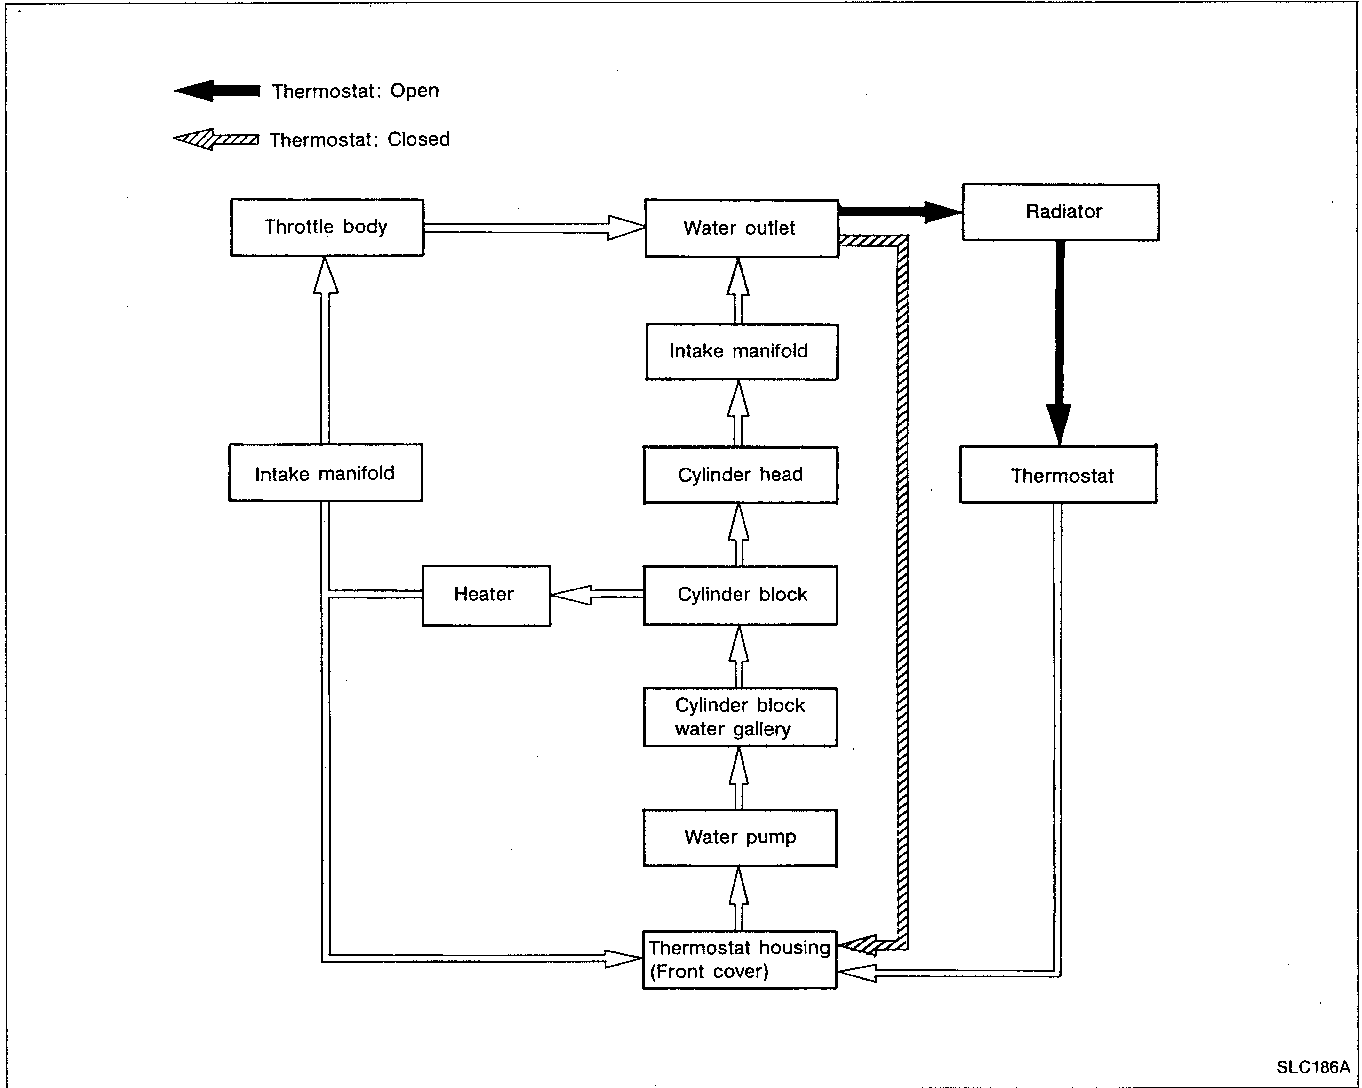 Thermostat: Open
Thermostat: Closed
Throttle body
Water outlet
Radiator
Intake manifold
Intake manifold
Cylinder head
Thermostat
Heater
Cylinder block
Cylinder block
water gallery
Water pump
Thermostat housing
(Front cover)
SLC186A